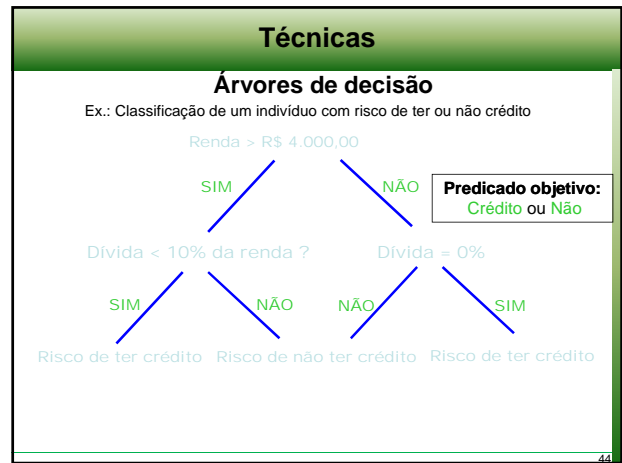 Técnicas
Árvores de decisão
Ex.: Classificação de um indivíduo com risco de ter ou não crédito
Renda > R$ 4.000,00
SIM NÃO
Predicado objetivo:
Crédito ou Não
Dívida < 10% da renda ? Dívida = 0%
SIM NÃO NÃO SIM
Risco de ter crédito Risco de não ter crédito Risco de ter crédito
44